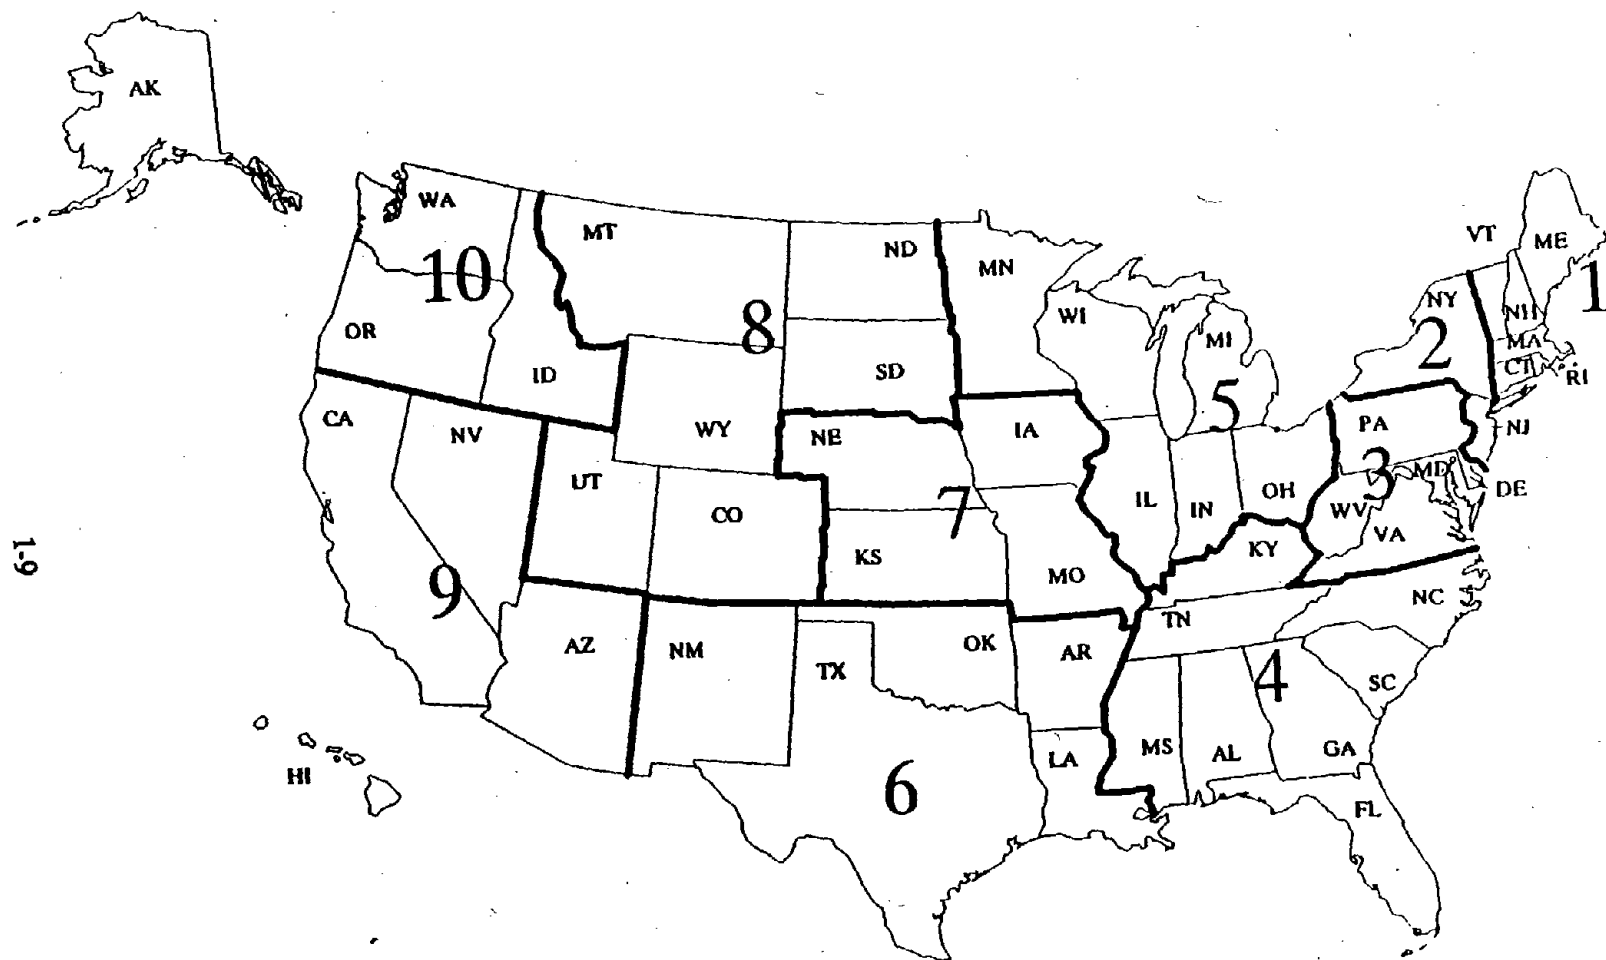 AK
WA
MT
ND
MN
VT
ME
10
8
1
OR
ID
SD
WI
MI
NY
NH
2
MA
CT
RI
5
CA
NV
WY
NE
IA
PA
NJ
UT
CO
7
IL
IN
OH
3
MD
DE
WV
VA
KS
KY
MO
1-9
9
NC
TN
AZ
NM
TX
OK
AR
4
SC
HI
LA
MS
AL
GA
6
FL